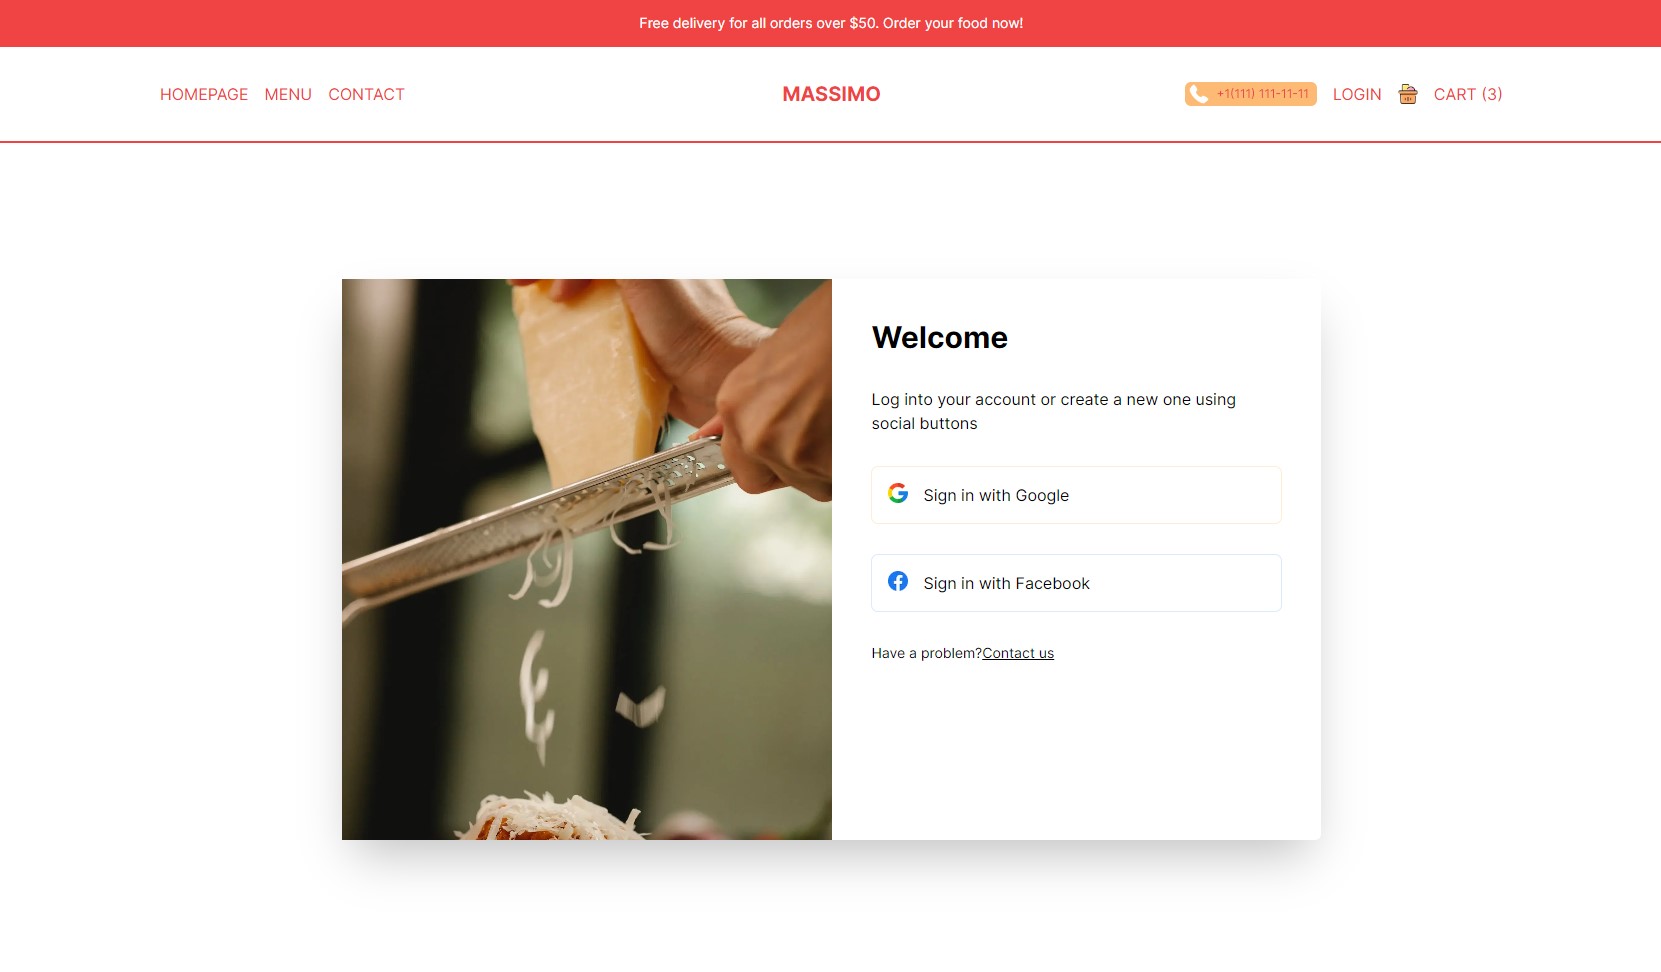 Free delivery for all orders over $50. Order your food now!
HOMEPAGE MENU CONTACT MASSIMO +1(111) 111-11-11 LOGIN CART (3)
Welcome
Log into your account or create a new one using
social buttons
Sign in with Google
Sign in with Facebook
Have a problem?Contact us